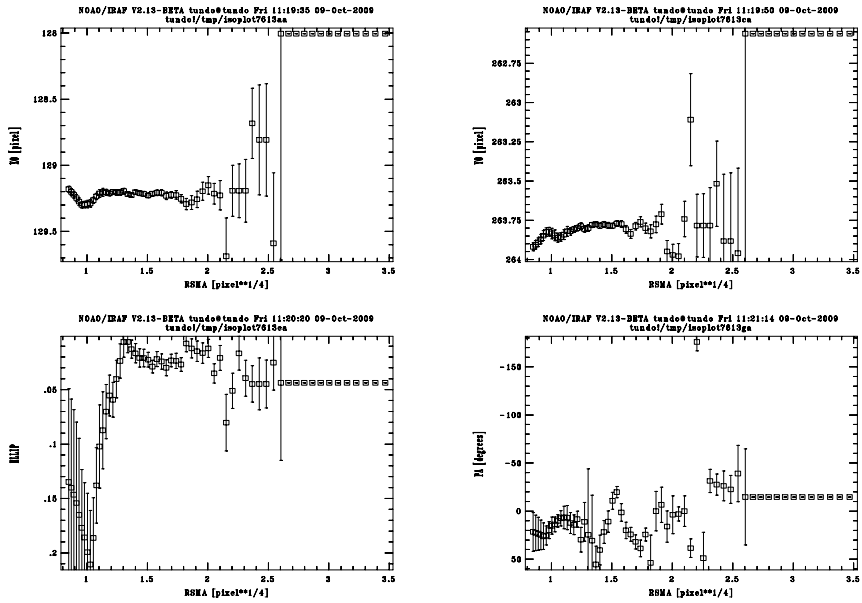 NOAO/IRAF V2.13-BETA tundo@tundo Fri 11:19:35 09-Oct-2009
tundo!/tmp/isoplot7613aa
128
128.5
129
129.5
X0 [pixel]
1
1.5
2
2.5
3
3.5
RSMA [pixel**1/4]
NOAO/IRAF V2.13-BETA tundo@tundo Fri 11:19:50 09-Oct-2009
tundo!/tmp/isoplot7613ca
262.75
263
263.25
263.5
263.75
264
Y0 [pixel]
1
1.5
2
2.5
3
3.5
RSMA [pixel**1/4]
NOAO/IRAF V2.13-BETA tundo@tundo Fri 11:20:20 09-Oct-2009
tundo!/tmp/isoplot7613ea
.05
.1
.15
.2
ELLIP
1
1.5
2
2.5
3
3.5
RSMA [pixel**1/4]
NOAO/IRAF V2.13-BETA tundo@tundo Fri 11:21:14 09-Oct-2009
tundo!/tmp/isoplot7613ga
-150
-100
-50
0
50
PA [degrees]
1
1.5
2
2.5
3
3.5
RSMA [pixel**1/4]